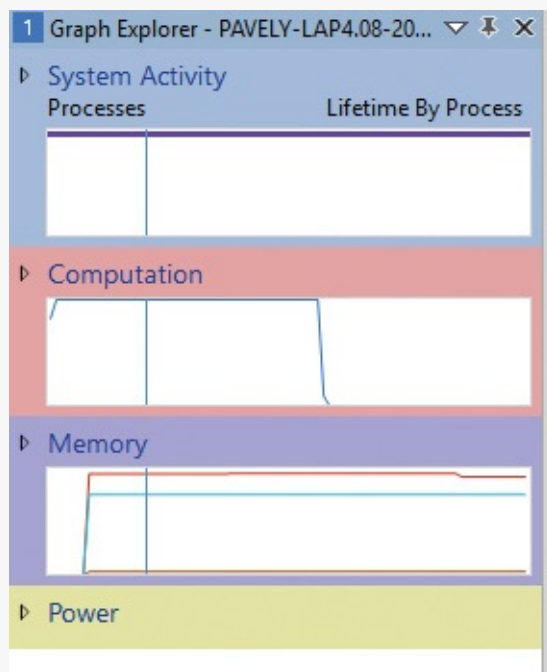 1 Graph Explorer - PAVELY-LAP4.08-20...
System Activity
Processes Lifetime By Process
Computation
Memory
Power